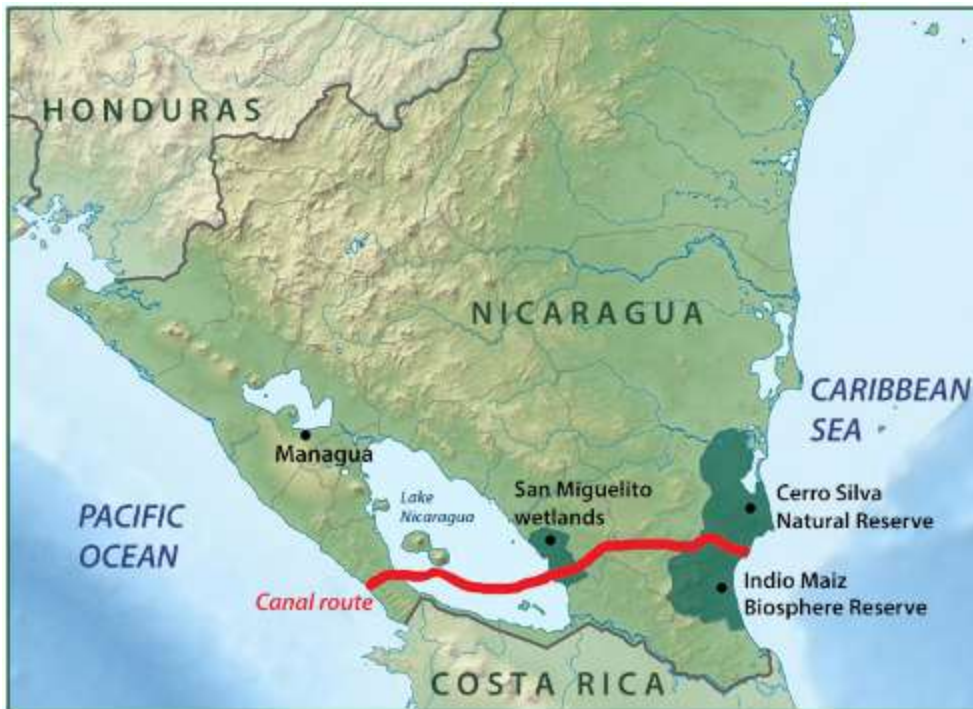 HONDURAS
NICARAGUA
CARIBBEAN
SEA
Managua
Lake
Nicaragua
San Miguelito
wetlands
Cerro Silva
Natural Reserve
PACIFIC
OCEAN
Canal route
Indio Maiz
Biosphere Reserve
COSTA RICA